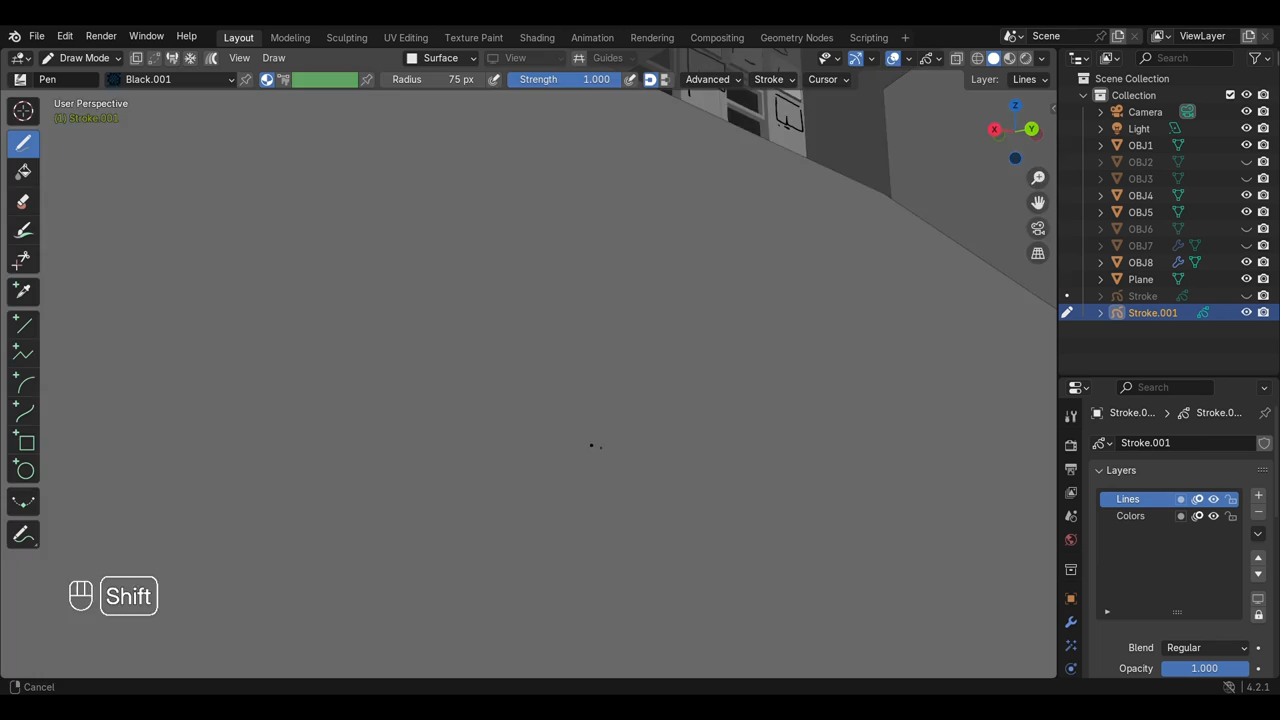 File Edit Render Window Help Layout Modeling Sculpting UV Editing Texture Paint Shading Animation Rendering Compositing Geometry Nodes Scripting + Scene ViewLayer
Draw Mode View Draw Surface Guides Search
Pen Black.001 Radius 75 px Strength 1.000 Advanced Stroke Cursor Layer: Lines Scene Collection
User Perspective
(1) Stroke.001
X Y Z
Collection
Camera
Light
OBJ1
OBJ2
OBJ3
OBJ4
OBJ5
OBJ6
OBJ7
OBJ8
Plane
Stroke
Stroke.001
Search
Stroke.0... Stroke.0...
Stroke.001
Layers
Lines
Colors
Blend Regular
Opacity 1.000
Shift
Cancel 4.2.1